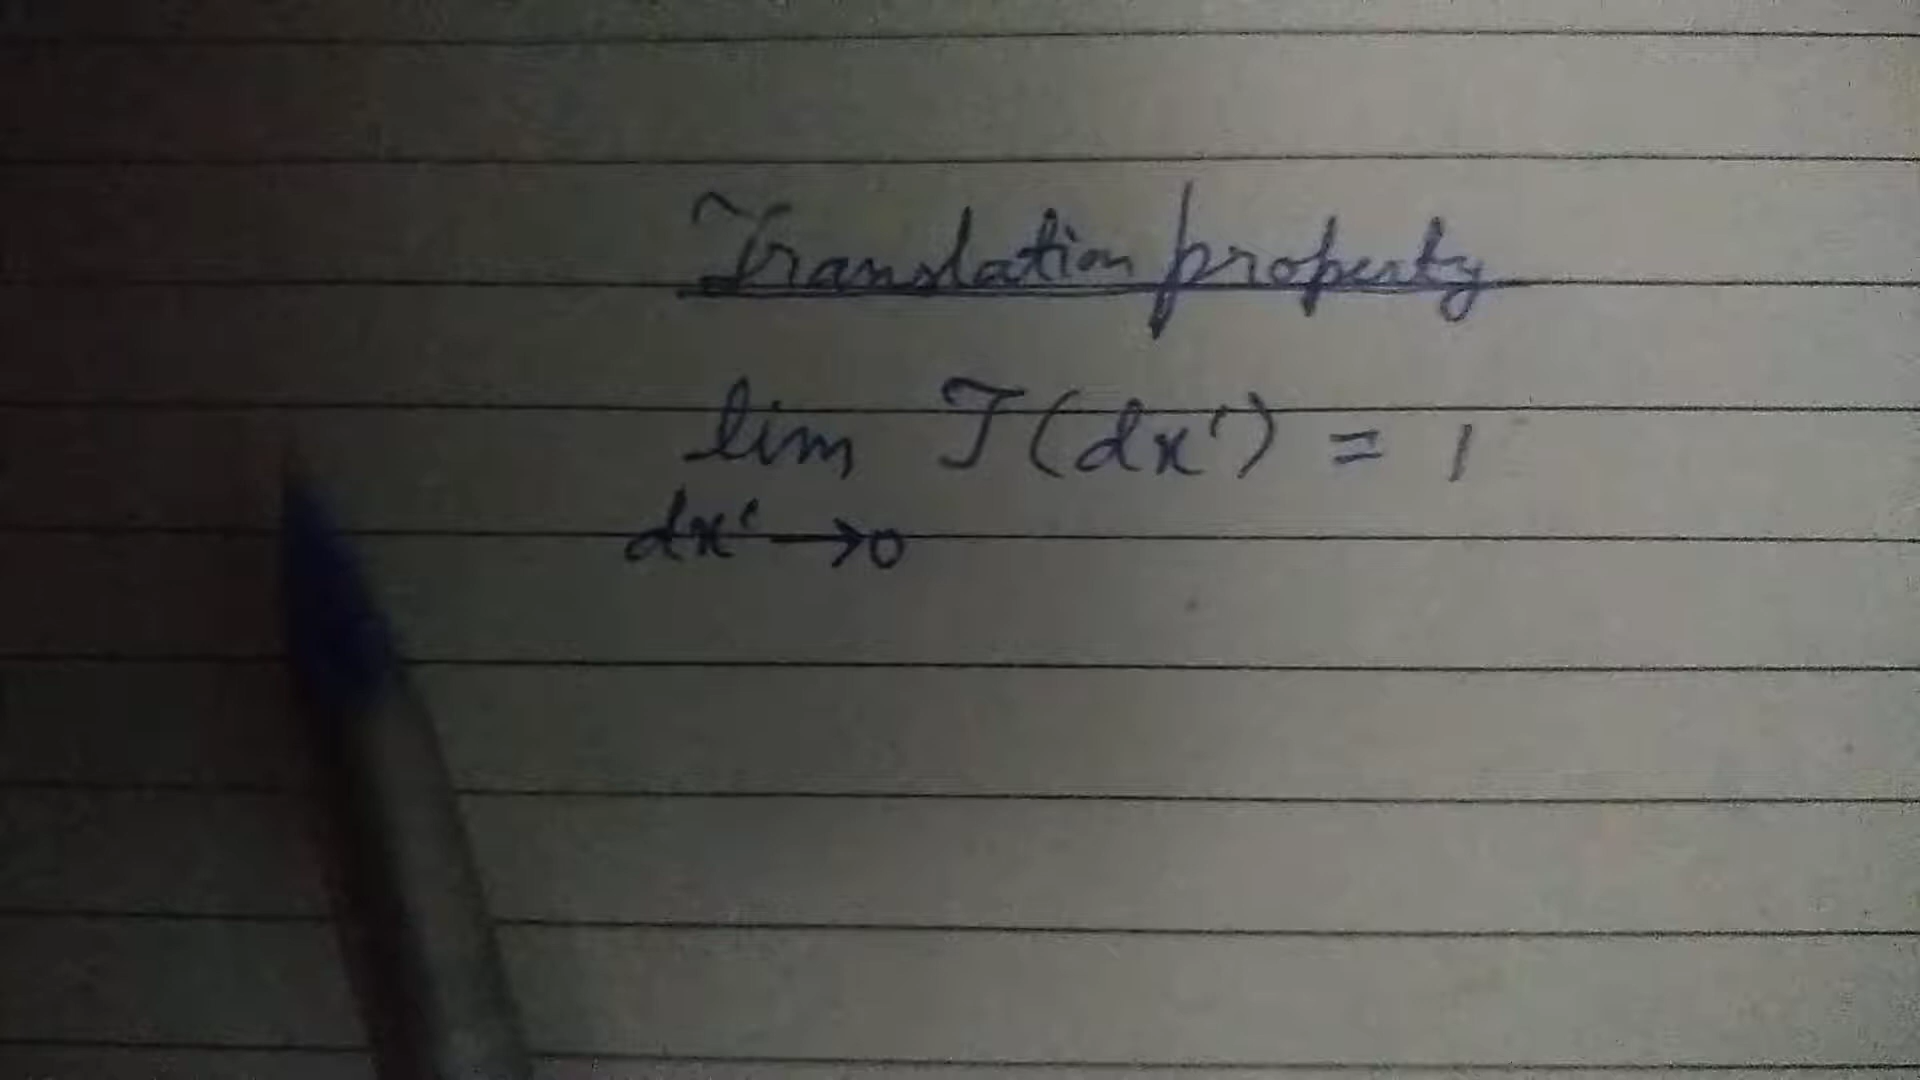 Translation property
lim T(dx') = 1
dx' → 0